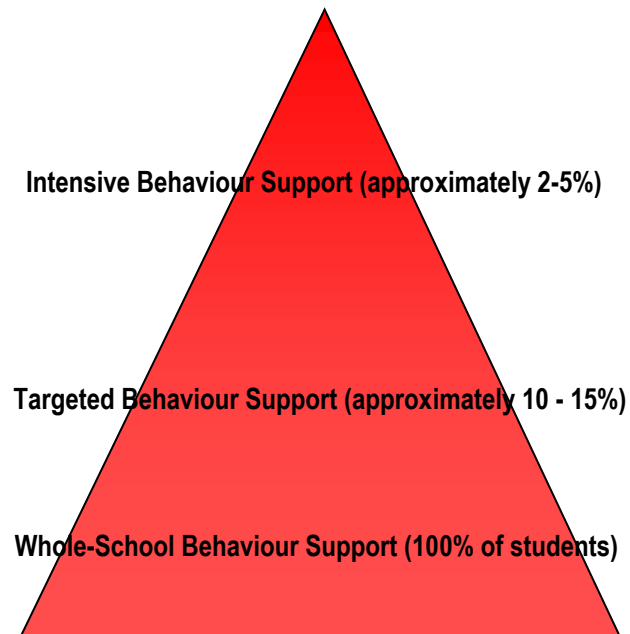 Intensive Behaviour Support (approximately 2-5%)
Targeted Behaviour Support (approximately 10 - 15%)
Whole-School Behaviour Support (100% of students)